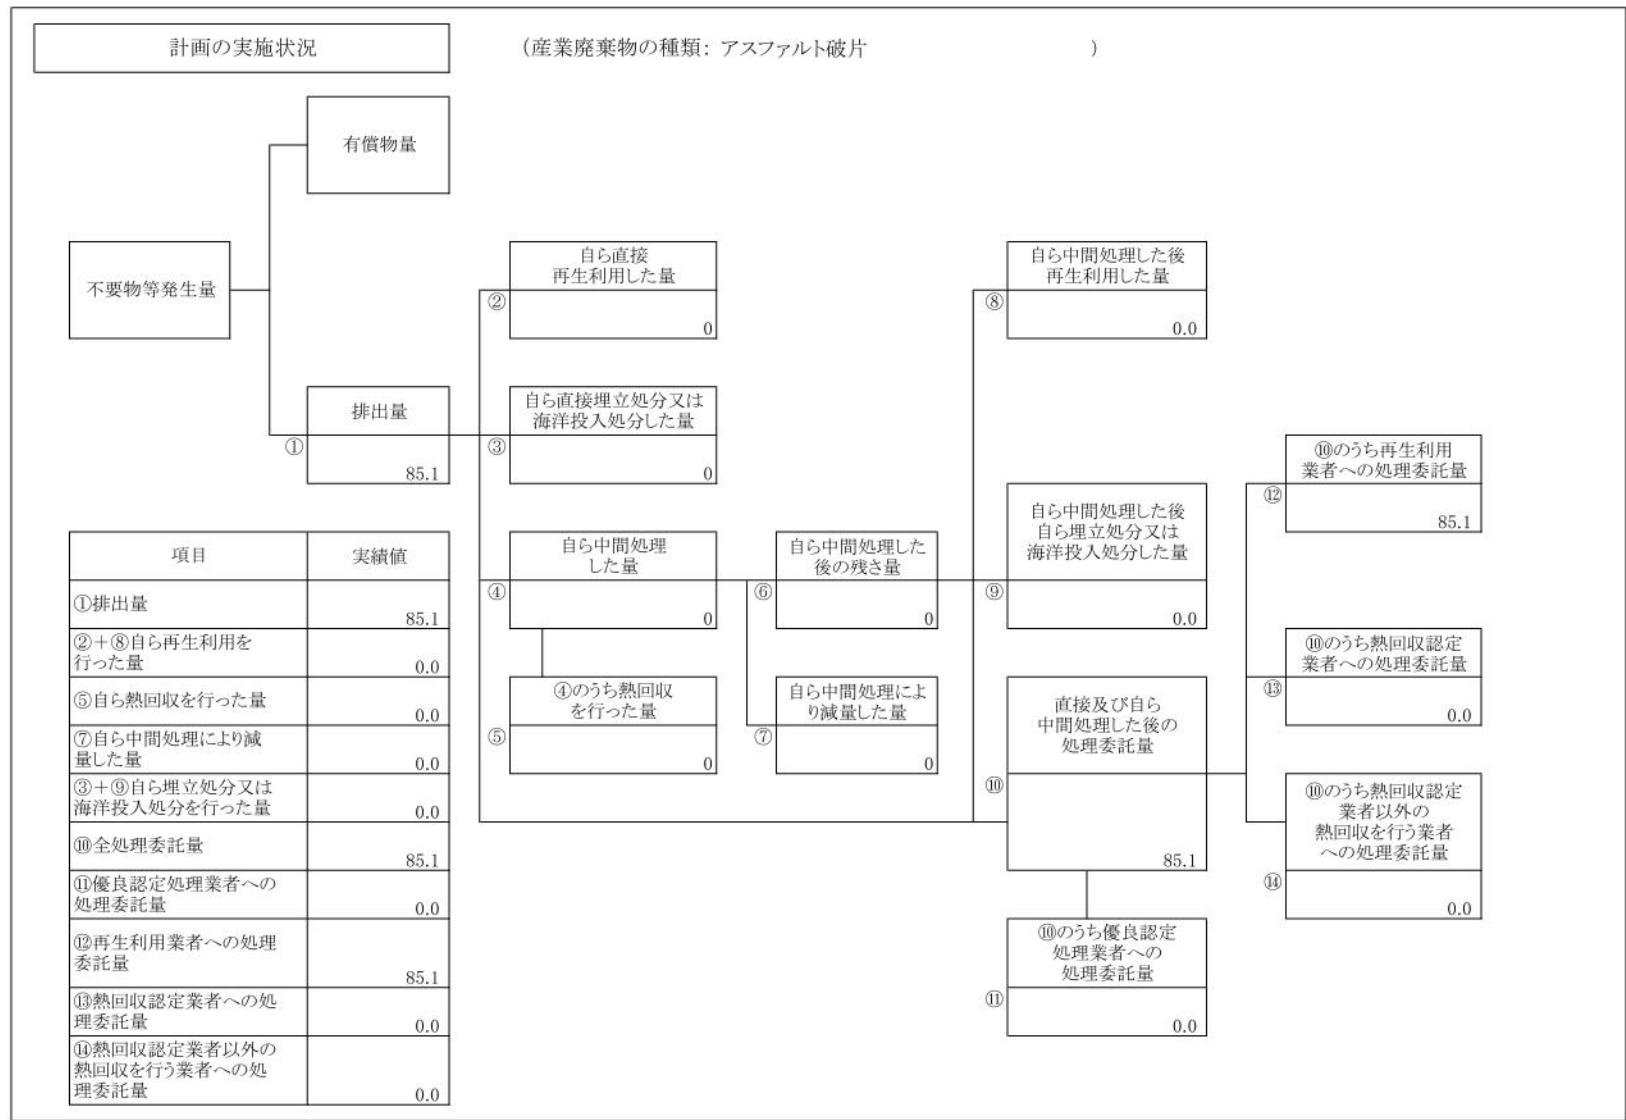 計画の実施状況
（産業廃棄物の種類： アスファルト破片 ）
有償物量
不要物等発生量
自ら直接
再生利用した量
②
0
自ら中間処理した後
再生利用した量
⑧
0.0
排出量
①
85.1
自ら直接埋立処分又は
海洋投入処分した量
③
0
⑩のうち再生利用
業者への処理委託量
⑫
85.1
自ら中間処理
した量
④
0
自ら中間処理した
後の残さ量
⑥
0
自ら中間処理した後
自ら埋立処分又は
海洋投入処分した量
⑨
0.0
⑩のうち熱回収認定
業者への処理委託量
⑬
0.0
④のうち熱回収
を行った量
⑤
0
自ら中間処理によ
り減量した量
⑦
0
直接及び自ら
中間処理した後の
処理委託量
⑩
85.1
⑩のうち熱回収認定
業者以外の
熱回収を行う業者
への処理委託量
⑭
0.0
⑩のうち優良認定
処理業者への
処理委託量
⑪
0.0
項目 実績値
①排出量
85.1
②＋⑧自ら再生利用を
行った量
0.0
⑤自ら熱回収を行った量
0.0
⑦自ら中間処理により減
量した量
0.0
③＋⑨自ら埋立処分又は
海洋投入処分を行った量
0.0
⑩全処理委託量
85.1
⑪優良認定処理業者への
処理委託量
0.0
⑫再生利用業者への処理
委託量
85.1
⑬熱回収認定業者への処
理委託量
0.0
⑭熱回収認定業者以外の
熱回収を行う業者への処
理委託量
0.0